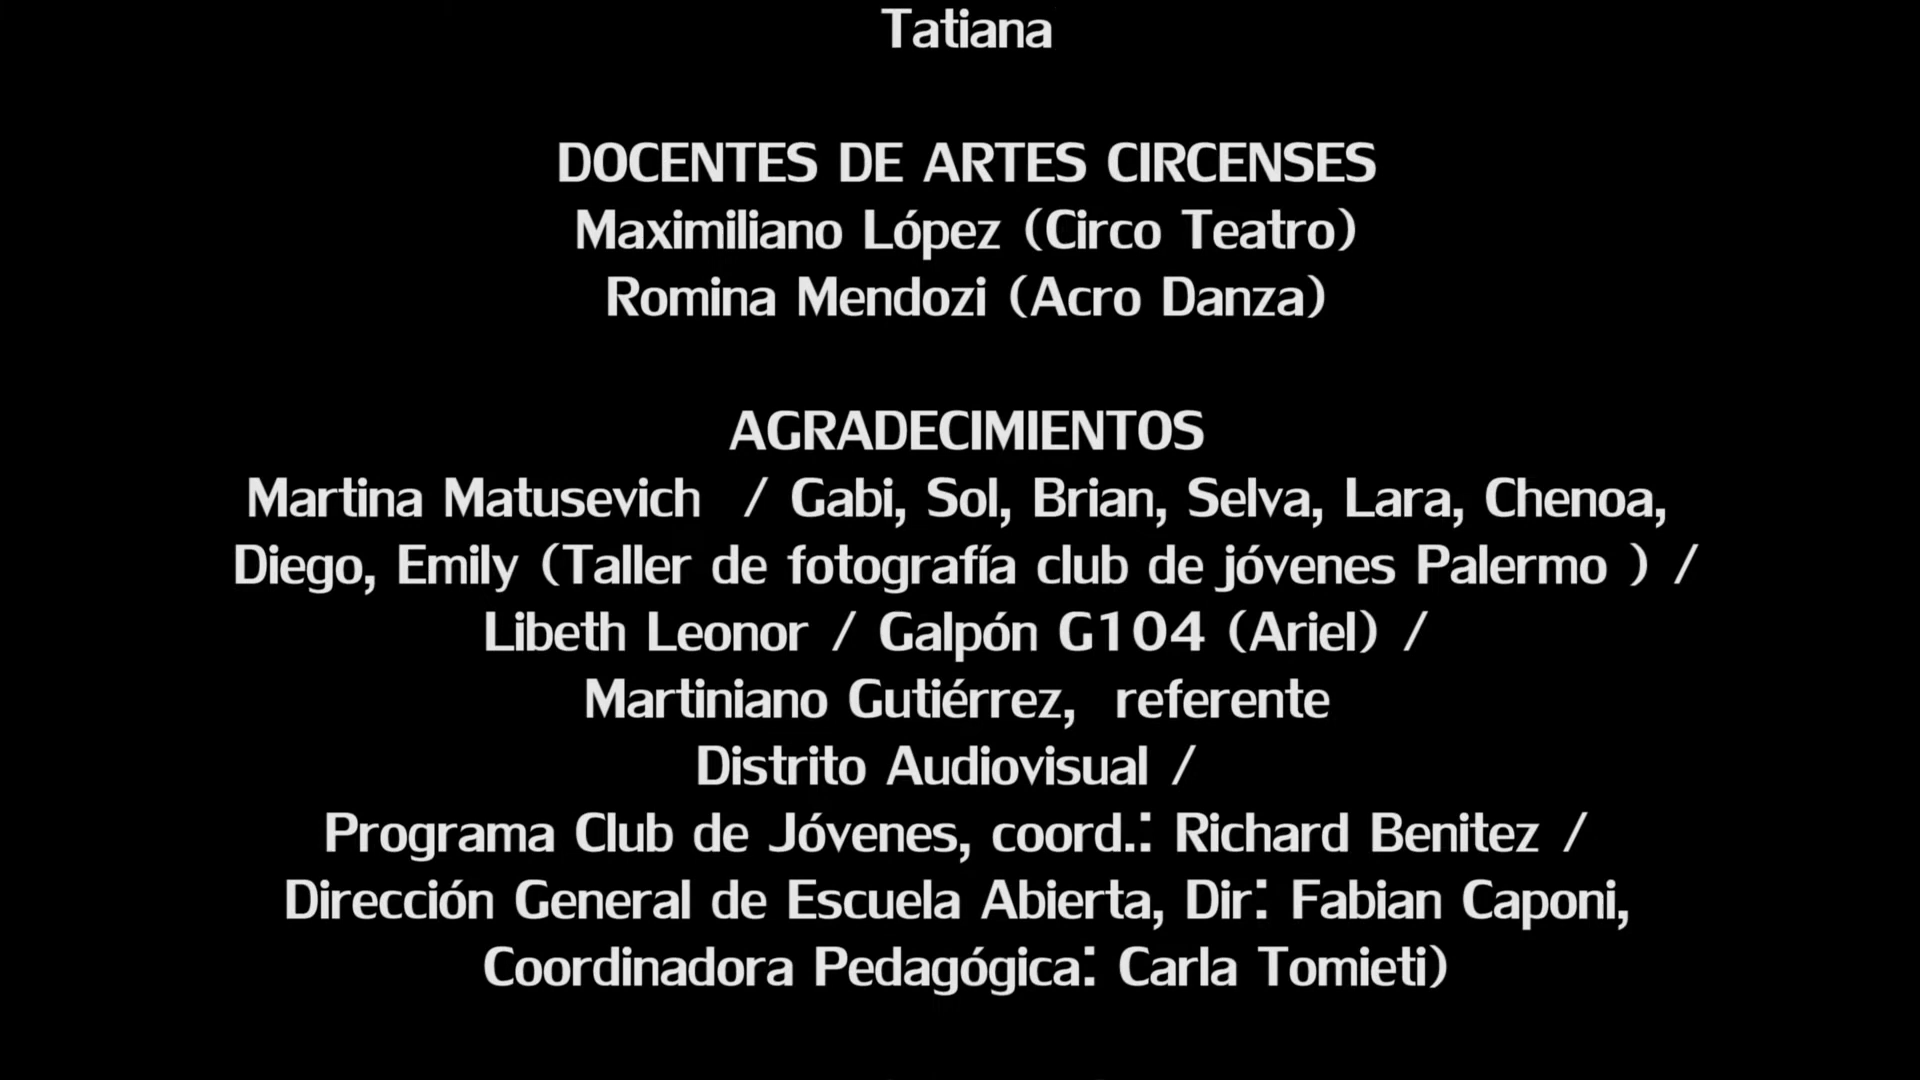 Tatiana
DOCENTES DE ARTES CIRCENSES
Maximiliano López (Circo Teatro)
Romina Mendozi (Acro Danza)
AGRADECIMIENTOS
Martina Matusevich  / Gabi, Sol, Brian, Selva, Lara, Chenoa,
Diego, Emily (Taller de fotografía club de jóvenes Palermo ) /
Libeth Leonor / Galpón G104 (Ariel) /
Martiniano Gutiérrez,  referente
Distrito Audiovisual /
Programa Club de Jóvenes, coord.: Richard Benitez /
Dirección General de Escuela Abierta, Dir: Fabian Caponi,
Coordinadora Pedagógica: Carla Tomieti)